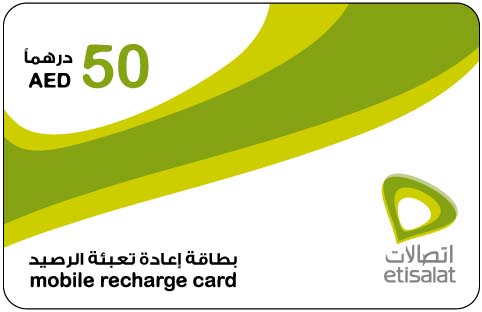 درهماً
AED 50
بطاقة إعادة تعبئة الرصيد
mobile recharge card
اتصالات
etisalat